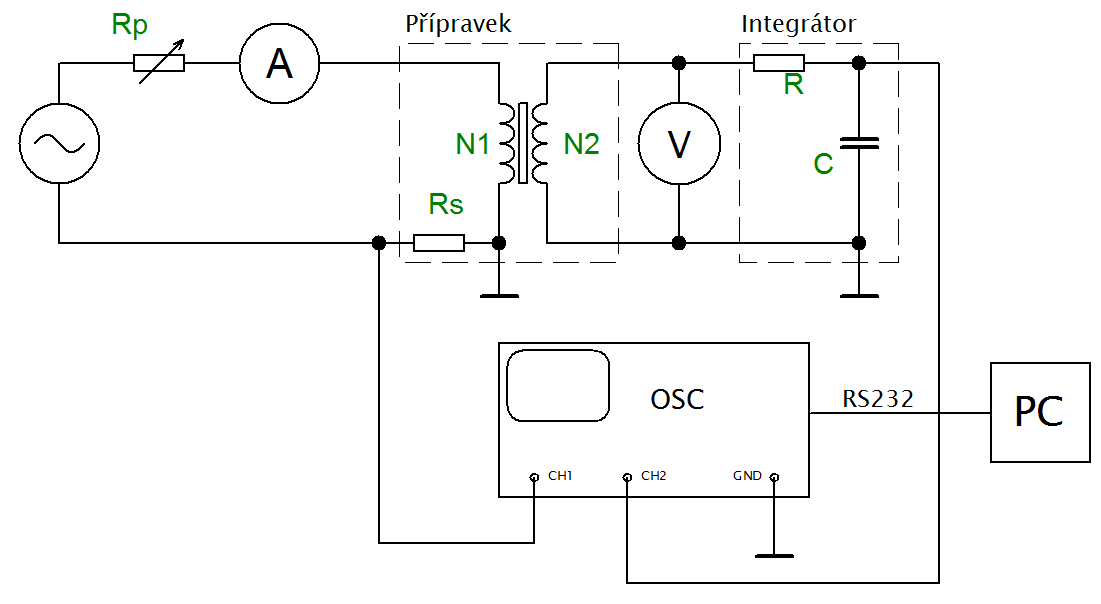 Rp
A
Přípravek
Integrátor
N1
N2
Rs
V
R
C
OSC
CH1
CH2
GND
RS232
PC